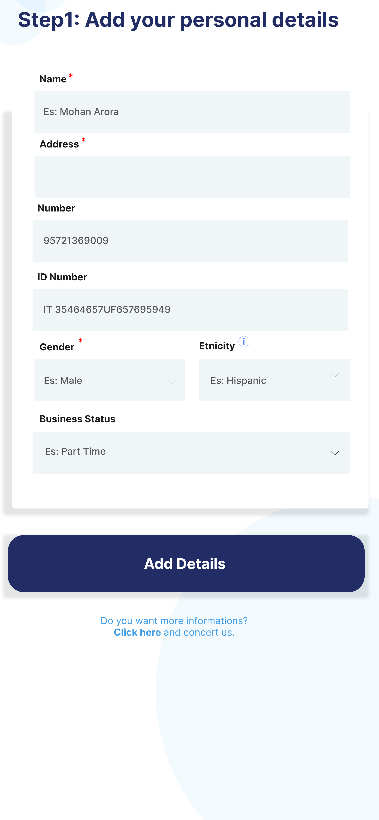 Step1: Add your personal details
Name *
Es: Mohan Arora
Address *
Number
95721369009
ID Number
IT 35464657UF657695949
Gender *
Etnicity i
Es: Male
Es: Hispanic
Business Status
Es: Part Time
Add Details
Do you want more informations?
Click here and concert us.